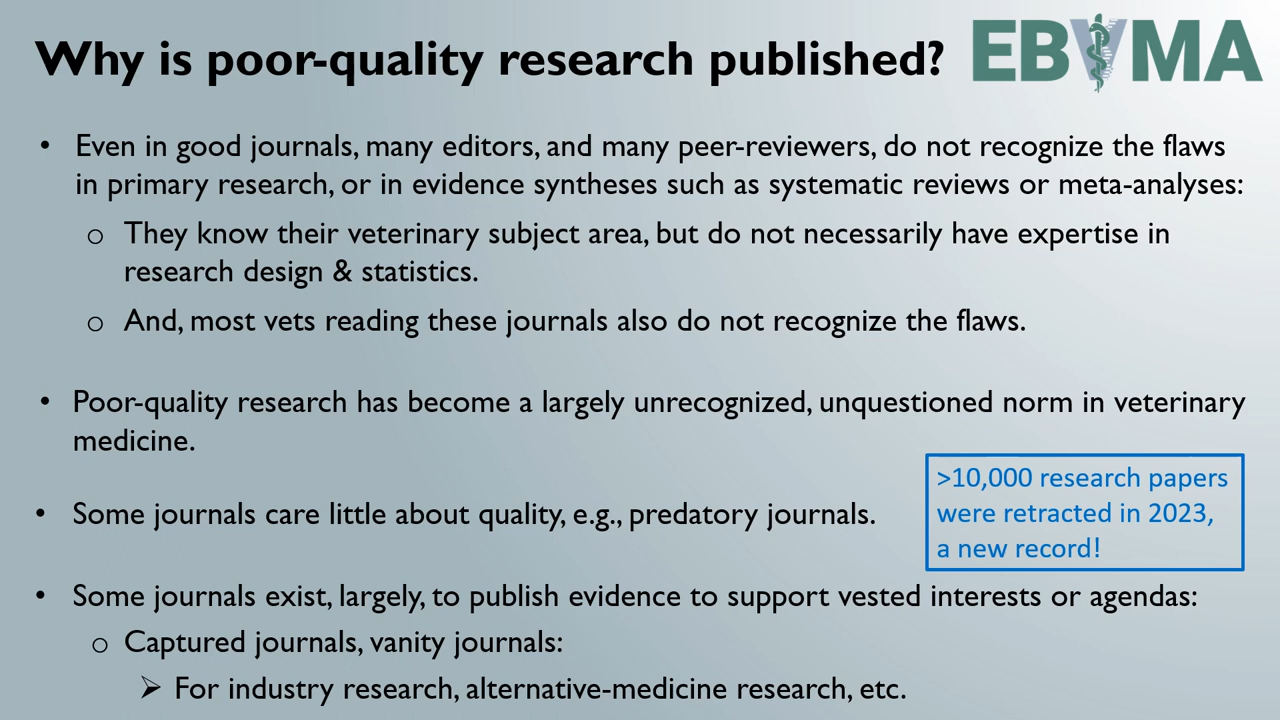 Why is poor-quality research published?
EBVMA
• Even in good journals, many editors, and many peer-reviewers, do not recognize the flaws
in primary research, or in evidence syntheses such as systematic reviews or meta-analyses:
o They know their veterinary subject area, but do not necessarily have expertise in
research design & statistics.
o And, most vets reading these journals also do not recognize the flaws.
• Poor-quality research has become a largely unrecognized, unquestioned norm in veterinary
medicine.
• Some journals care little about quality, e.g., predatory journals.
>10,000 research papers
were retracted in 2023,
a new record!
• Some journals exist, largely, to publish evidence to support vested interests or agendas:
o Captured journals, vanity journals:
➢ For industry research, alternative-medicine research, etc.